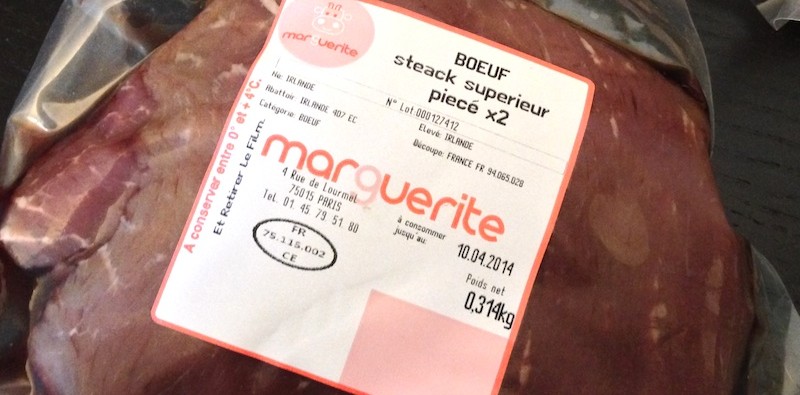 marguerite
BOEUF
steack superieur
piecé x2
Né: IRLANDE
N° Lot 000127412
Abattoir: IRLANDE 407 EC
Elevé: IRLANDE
Catégorie: BOEUF
Découpe: FRANCE FR 94.065.028
marguerite
4 Rue de Lourmel
75015 PARIS
Tel. 01 45 79 51 80
à consommer
jusqu'au:
10.04.2014
FR
75.115.002
CE
Poids net
0,314kg
A conserver entre 0° et + 4°C.
Et Retirer Le Film.